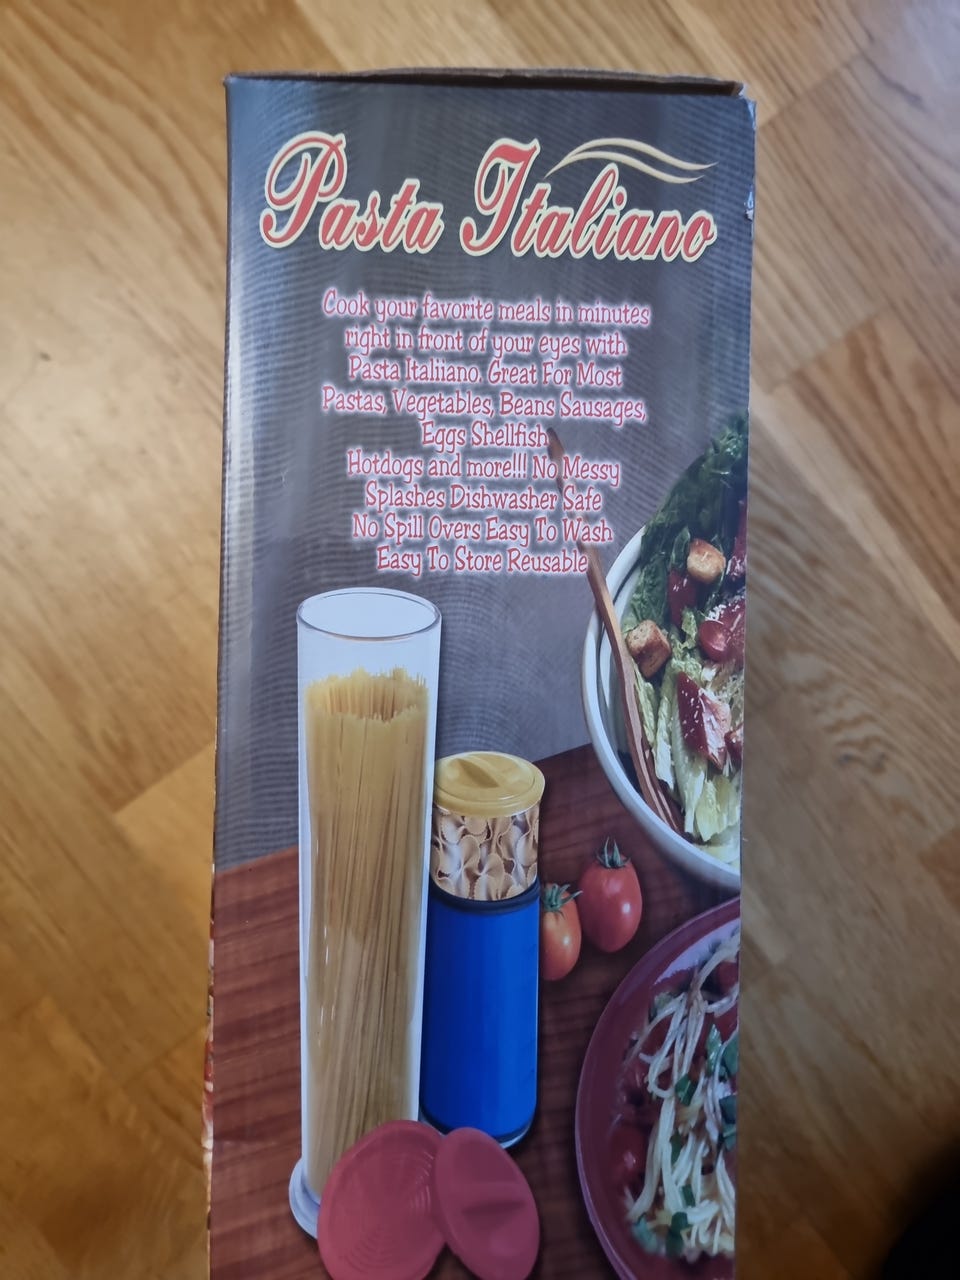 Pasta Italiano
Cook your favorite meals in minutes
right in front of your eyes with
Pasta Italiiano. Great For Most
Pastas, Vegetables, Beans Sausages,
Eggs Shellfish
Hotdogs and more!!! No Messy
Splashes Dishwasher Safe
No Spill Overs Easy To Wash
Easy To Store Reusable